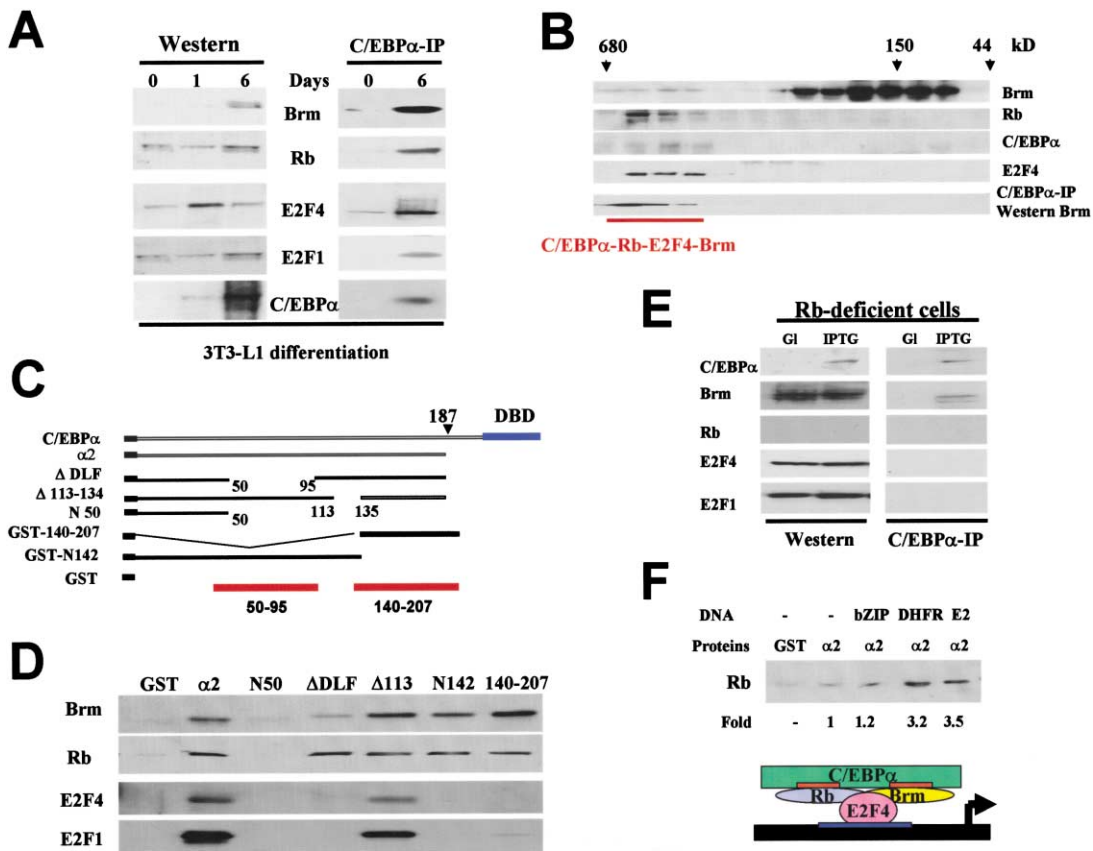 A
Western
C/EBPα-IP
0 1 6 Days 0 6
Brm
Rb
E2F4
E2F1
C/EBPα
3T3-L1 differentiation
B
680 150 44 kD
Brm
Rb
C/EBPα
E2F4
C/EBPα-IP
Western Brm
C/EBPα-Rb-E2F4-Brm
C
187 DBD
C/EBPα
α2
Δ DLF
50 95
Δ 113-134
N 50
50 113 135
GST-140-207
GST-N142
GST
50-95 140-207
D
GST α2 N50 ΔDLF Δ113 N142 140-207
Brm
Rb
E2F4
E2F1
E
Rb-deficient cells
Gl IPTG Gl IPTG
C/EBPα
Brm
Rb
E2F4
E2F1
Western C/EBPα-IP
F
DNA - - bZIP DHFR E2
Proteins GST α2 α2 α2 α2
Rb
Fold - 1 1.2 3.2 3.5
C/EBPα
Rb Brm
E2F4